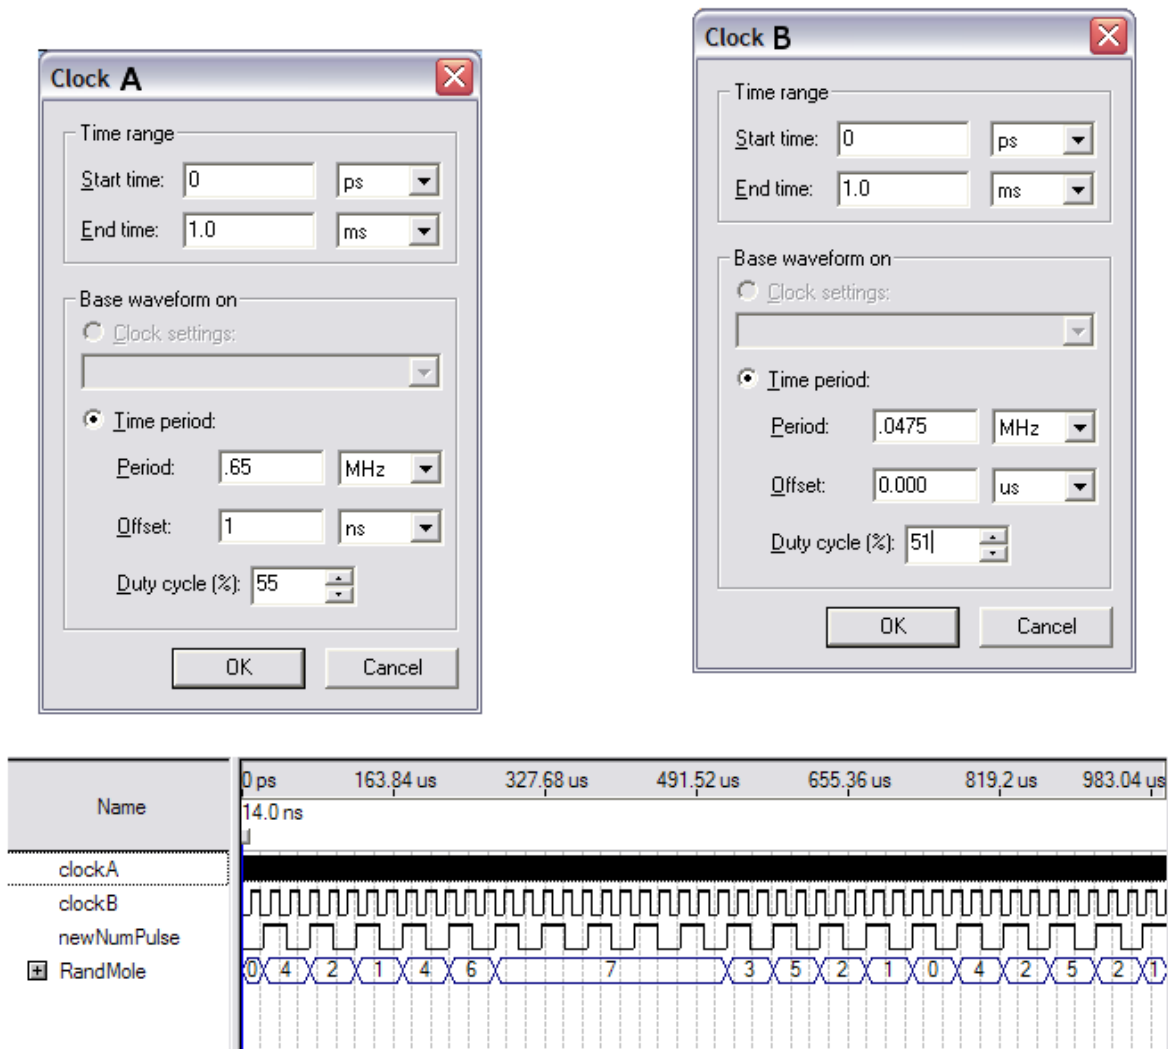 Clock A
Time range
Start time: 0 ps
End time: 1.0 ms
Base waveform on
Clock settings:
Time period:
Period: .65 MHz
Offset: 1 ns
Duty cycle (%): 55
OK Cancel
Clock B
Time range
Start time: 0 ps
End time: 1.0 ms
Base waveform on
Clock settings:
Time period:
Period: .0475 MHz
Offset: 0.000 us
Duty cycle (%): 51
OK Cancel
Name
0 ps 163.84 us 327.68 us 491.52 us 655.36 us 819.2 us 983.04 us
14.0 ns
clockA
clockB
newNumPulse
RandMole 0 4 2 1 4 6 7 3 5 2 1 0 4 2 5 2 1